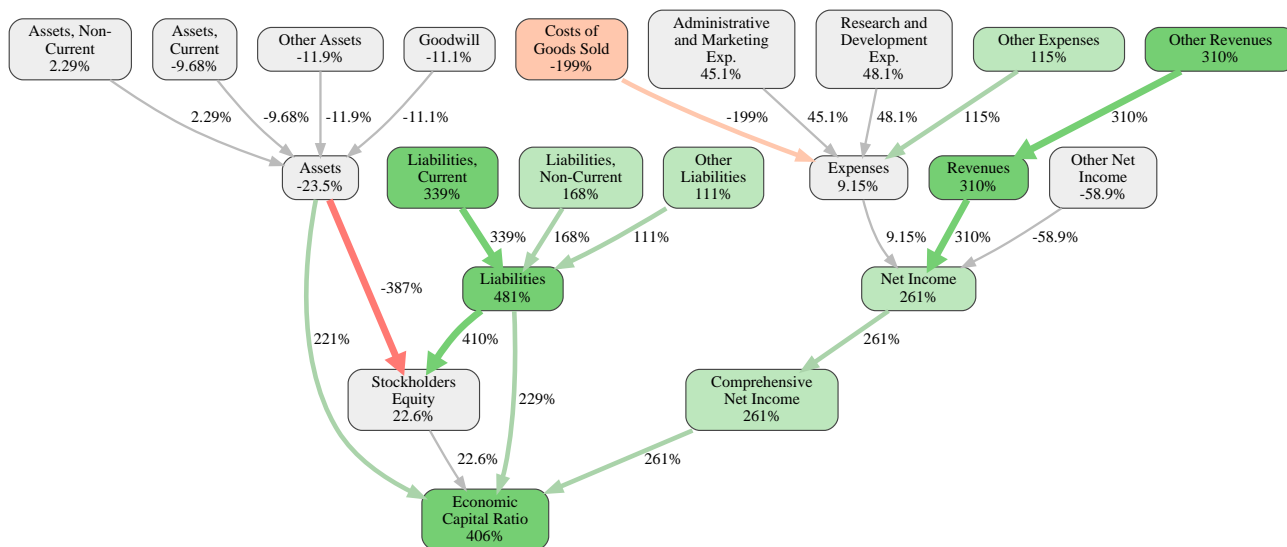 Assets, Non-
Current
2.29%
Assets,
Current
-9.68%
Other Assets
-11.9%
Goodwill
-11.1%
Costs of
Goods Sold
-199%
Administrative
and Marketing
Exp.
45.1%
Research and
Development
Exp.
48.1%
Other Expenses
115%
Other Revenues
310%
2.29%
-9.68%
-11.9%
-11.1%
-199%
45.1%
48.1%
115%
310%
Assets
-23.5%
Liabilities,
Current
339%
Liabilities,
Non-Current
168%
Other
Liabilities
111%
Expenses
9.15%
Revenues
310%
Other Net
Income
-58.9%
339%
168%
111%
9.15%
310%
-58.9%
-387%
Liabilities
481%
Net Income
261%
221%
410%
261%
Stockholders
Equity
22.6%
229%
Comprehensive
Net Income
261%
22.6%
261%
Economic
Capital Ratio
406%